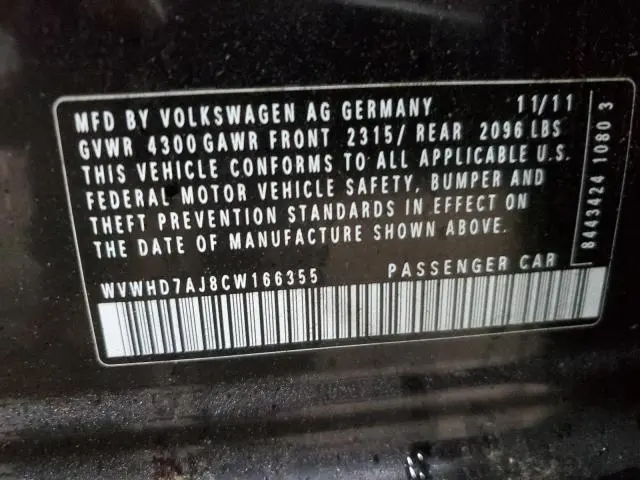 MFD BY VOLKSWAGEN AG GERMANY 11/11
GVWR 4300 GAWR FRONT 2315/ REAR 2096 LBS
THIS VEHICLE CONFORMS TO ALL APPLICABLE U.S.
FEDERAL MOTOR VEHICLE SAFETY, BUMPER AND
THEFT PREVENTION STANDARDS IN EFFECT ON
THE DATE OF MANUFACTURE SHOWN ABOVE.
WVWHD7AJ8CW166355 PASSENGER CAR
8443424 1080 3